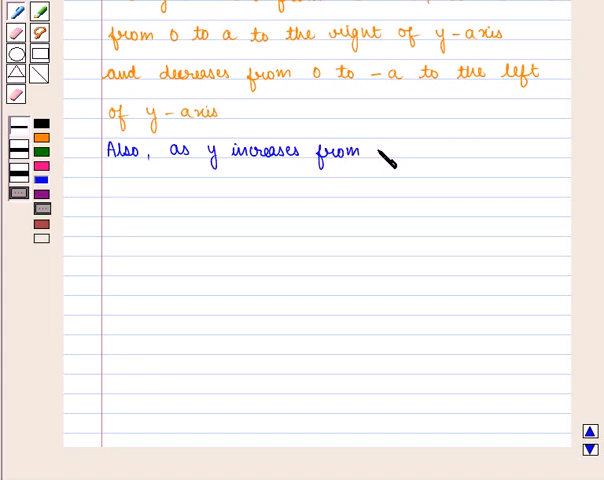 from 0 to a to the right of y-axis
and decreases from 0 to -a to the left
of y-axis
Also, as y increases from